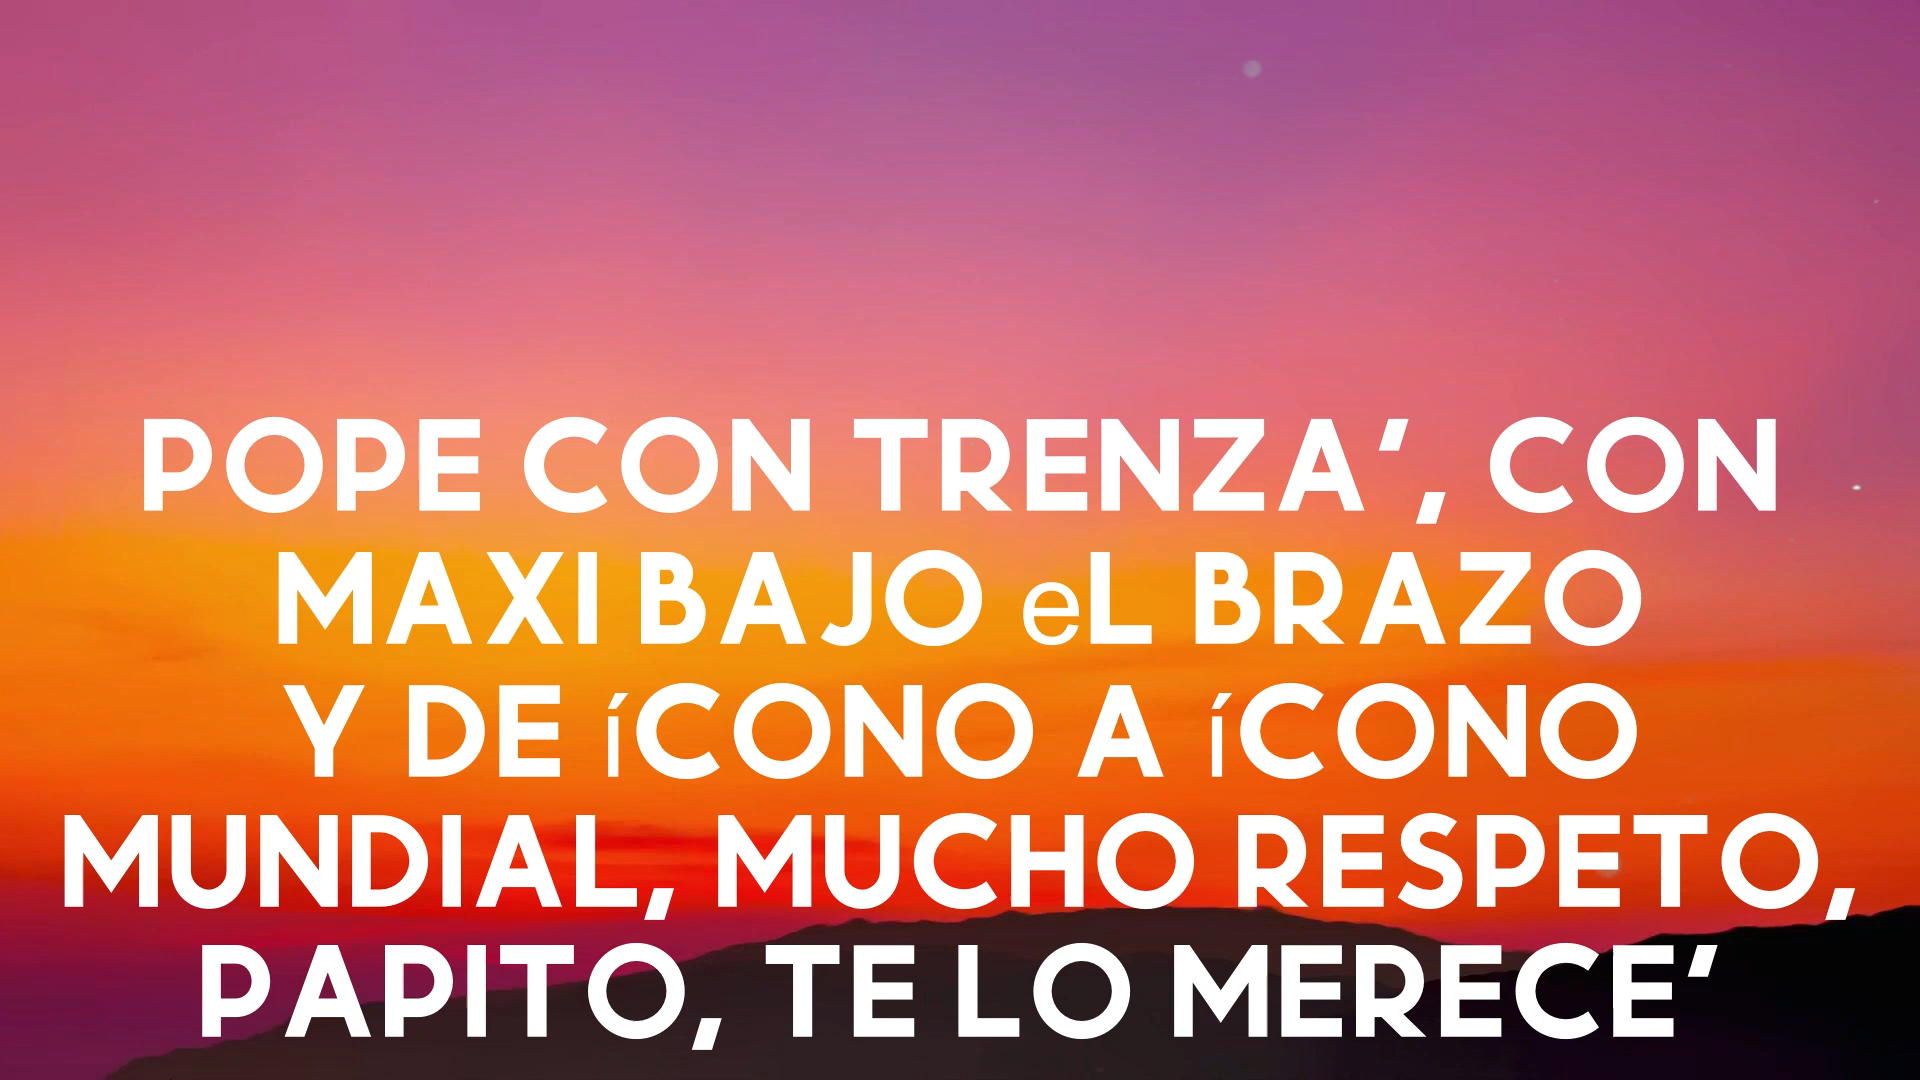 POPE CON TRENZA', CON
MAXI BAJO eL BRAZO
Y DE íCONO A íCONO
MUNDIAL, MUCHO RESPETO,
PAPITO, TE LO MERECE'